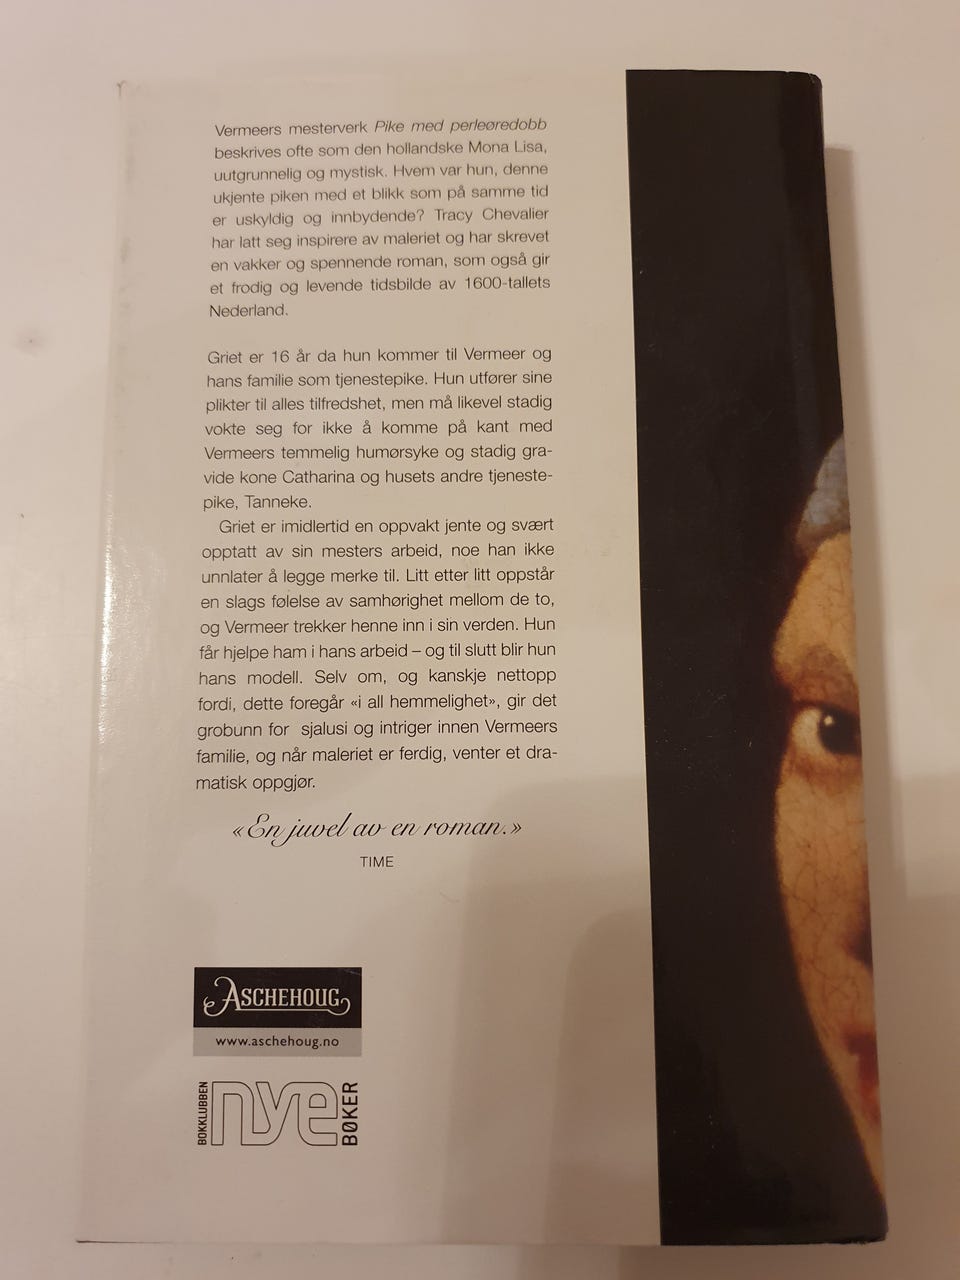 Vermeers mesterverk Pike med perleøredobb
beskrives ofte som den hollandske Mona Lisa,
uutgrunnelig og mystisk. Hvem var hun, denne
ukjente piken med et blikk som på samme tid
er uskyldig og innbydende? Tracy Chevalier
har latt seg inspirere av maleriet og har skrevet
en vakker og spennende roman, som også gir
et frodig og levende tidsbilde av 1600-tallets
Nederland.
Griet er 16 år da hun kommer til Vermeer og
hans familie som tjenestepike. Hun utfører sine
plikter til alles tilfredshet, men må likevel stadig
vokte seg for ikke å komme på kant med
Vermeers temmelig humørsyke og stadig gra-
vide kone Catharina og husets andre tjeneste-
pike, Tanneke.
Griet er imidlertid en oppvakt jente og svært
opptatt av sin mesters arbeid, noe han ikke
unnlater å legge merke til. Litt etter litt oppstår
en slags følelse av samhørighet mellom de to,
og Vermeer trekker henne inn i sin verden. Hun
får hjelpe ham i hans arbeid – og til slutt blir hun
hans modell. Selv om, og kanskje nettopp
fordi, dette foregår «i all hemmelighet», gir det
grobunn for sjalusi og intriger innen Vermeers
familie, og når maleriet er ferdig, venter et dra-
matisk oppgjør.
«En juvel av en roman.»
TIME
ASCHEHOUG
www.aschehoug.no
BOKKLUBBEN
nye
BØKER